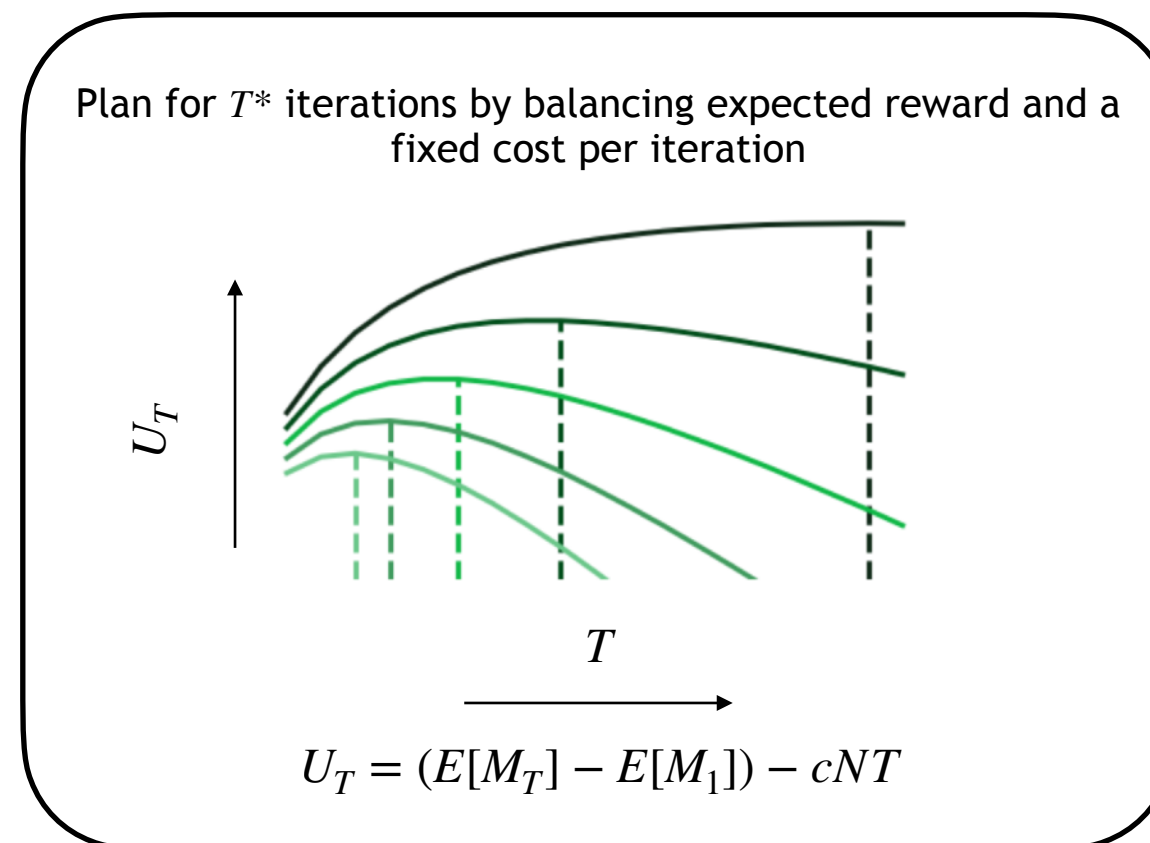 Plan for T* iterations by balancing expected reward and a
fixed cost per iteration
U_T
T
U_T = (E[M_T] − E[M_1]) − cNT